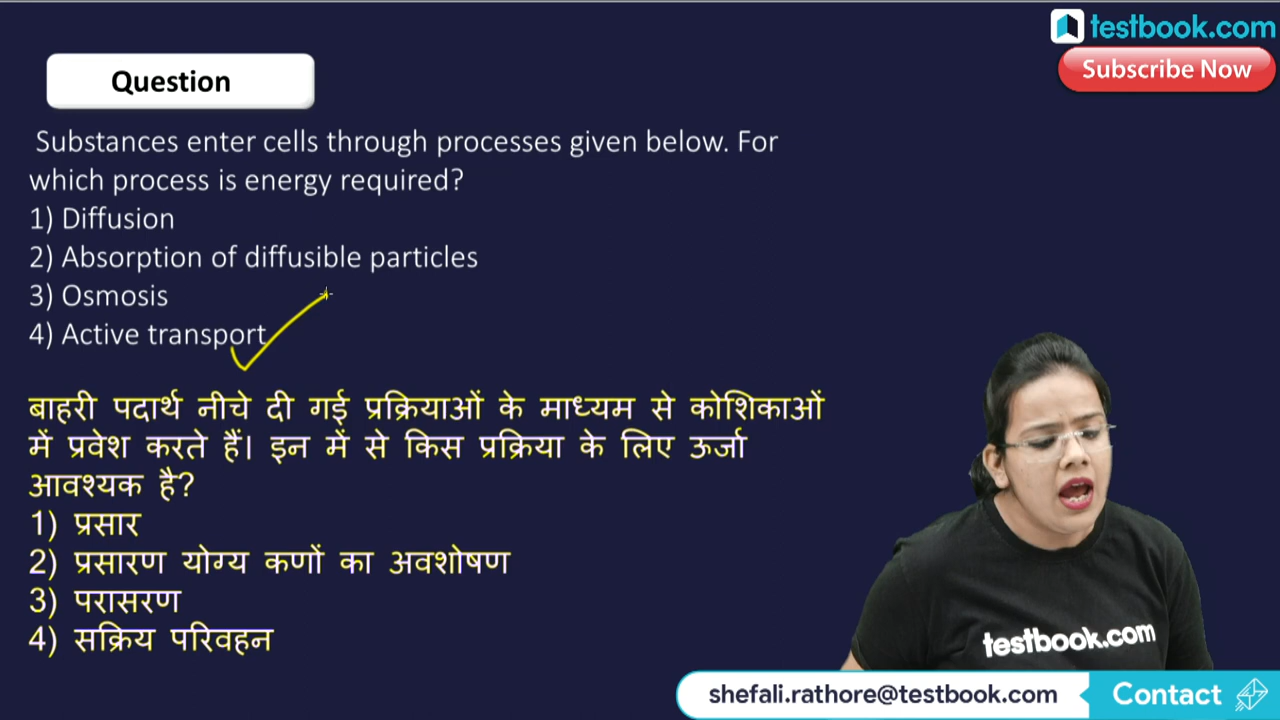 testbook.com
Subscribe Now
Question
Substances enter cells through processes given below. For
which process is energy required?
1) Diffusion
2) Absorption of diffusible particles
3) Osmosis
4) Active transport
बाहरी पदार्थ नीचे दी गई प्रक्रियाओं के माध्यम से कोशिकाओं
में प्रवेश करते हैं। इन में से किस प्रक्रिया के लिए ऊर्जा
आवश्यक है?
1) प्रसार
2) प्रसारण योग्य कणों का अवशोषण
3) परासरण
4) सक्रिय परिवहन
testbook.com
shefali.rathore@testbook.com
Contact